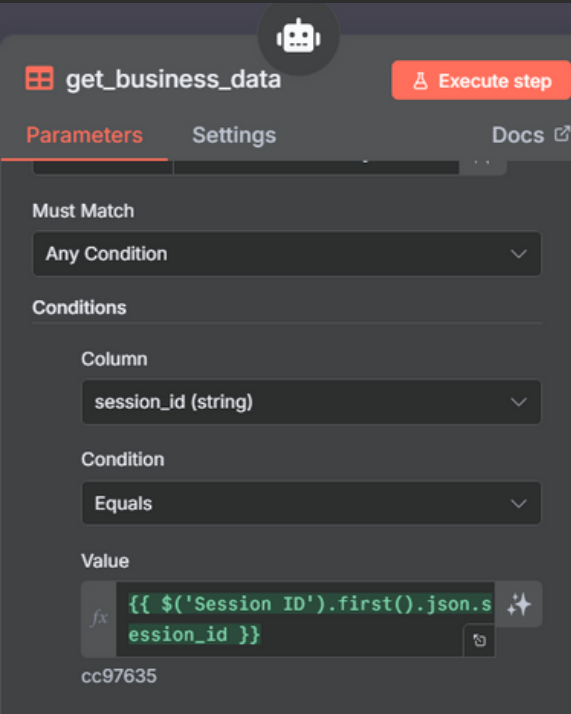 get_business_data
Execute step
Parameters
Settings
Docs
Must Match
Any Condition
Conditions
Column
session_id (string)
Condition
Equals
Value
fx
{{ $('Session ID').first().json.s
ession_id }}
cc97635